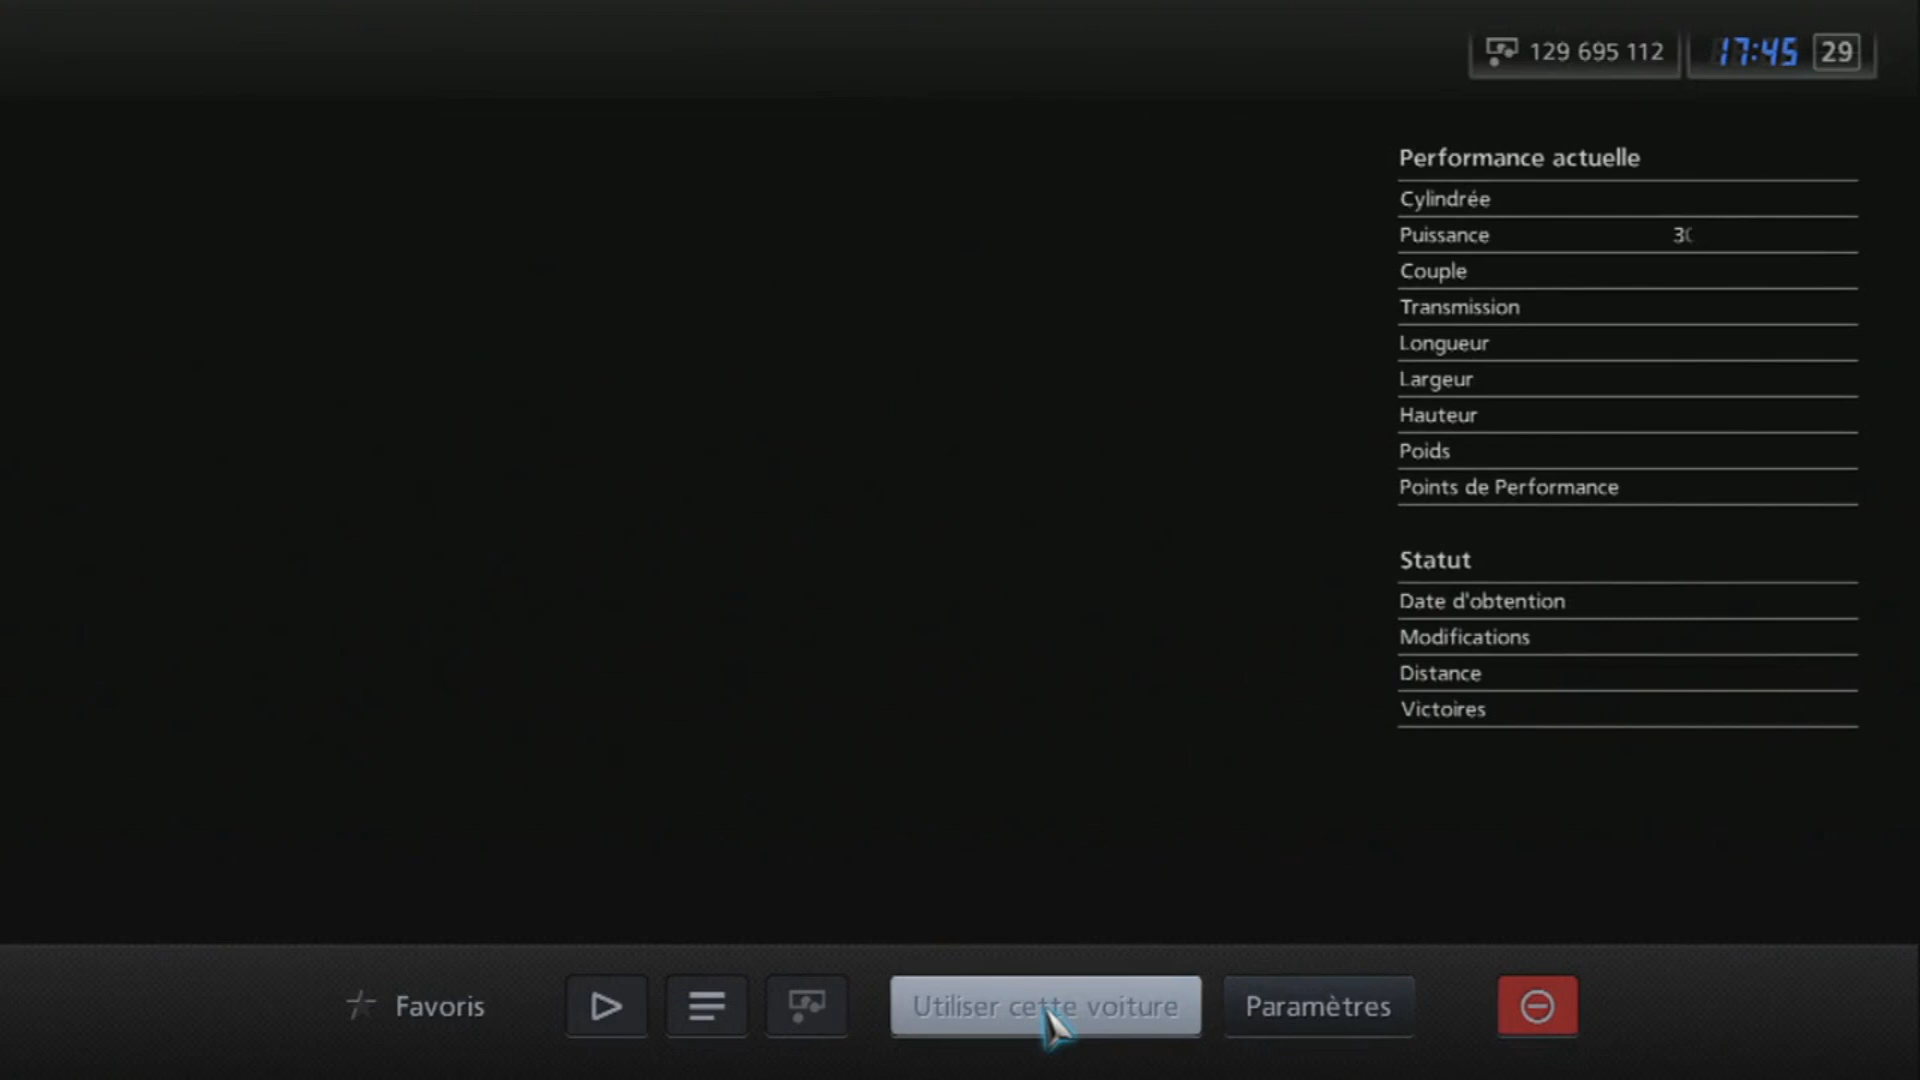 129 695 112
17:45 29
Performance actuelle
Cylindrée
Puissance 3
Couple
Transmission
Longueur
Largeur
Hauteur
Poids
Points de Performance
Statut
Date d'obtention
Modifications
Distance
Victoires
Favoris
Utiliser cette voiture
Paramètres